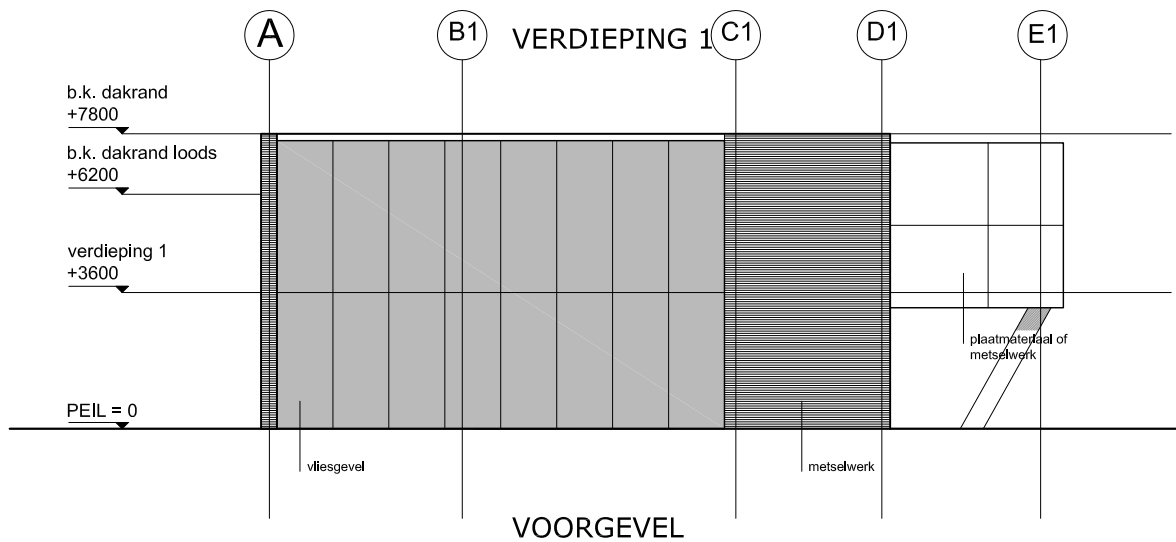 A
B1
VERDIEPING 1
C1
D1
E1
b.k. dakrand
+7800
b.k. dakrand loods
+6200
verdieping 1
+3600
plaatmateriaal of
metselwerk
PEIL = 0
vliesgevel
metselwerk
VOORGEVEL